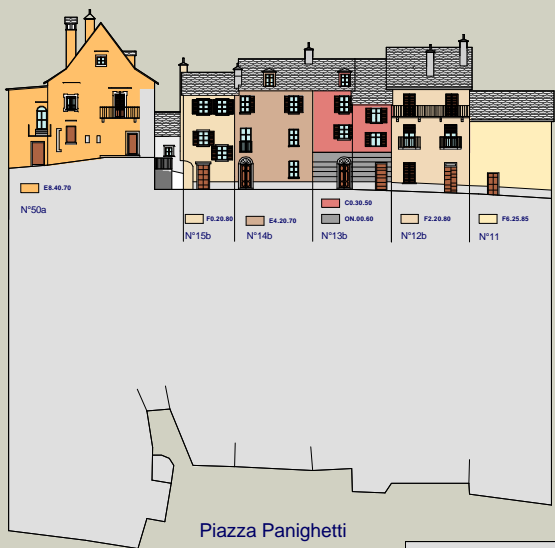 E8.40.70
N°50a
F0.20.80
N°15b
E4.20.70
N°14b
C0.30.50
ON.00.60
N°13b
F2.20.80
N°12b
F6.25.85
N°11
Piazza Panighetti